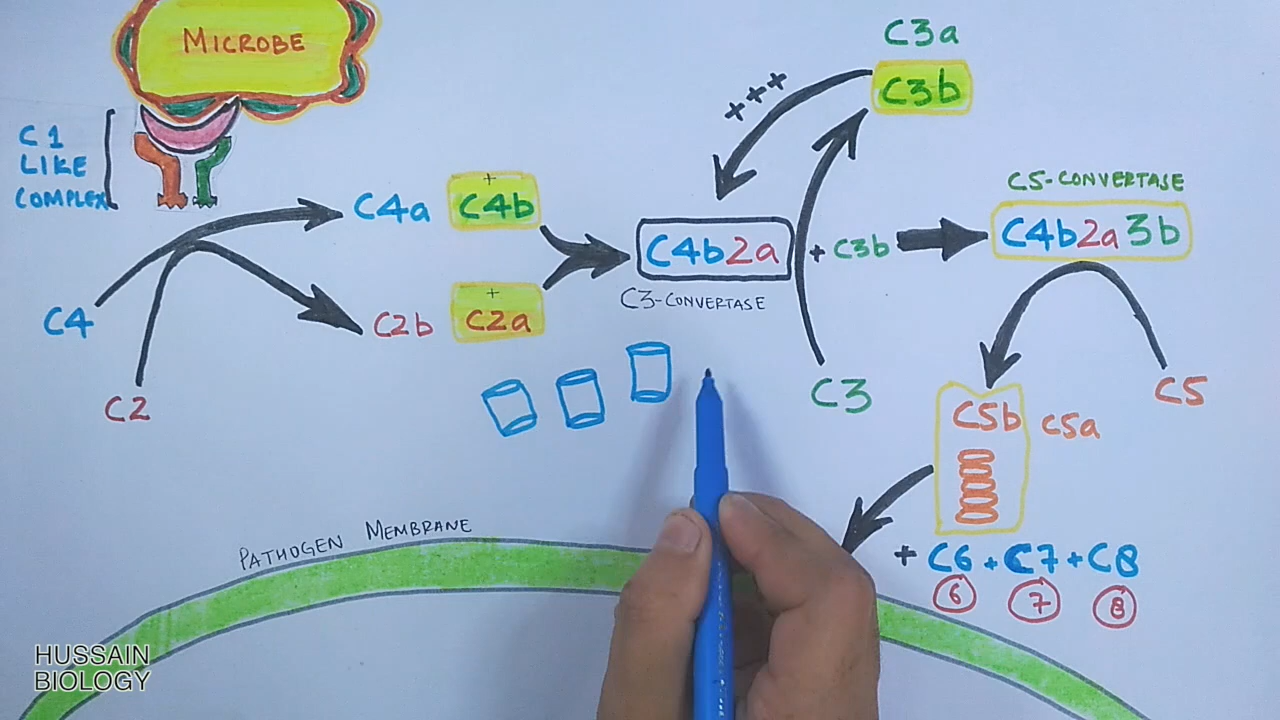 MICROBE
C1
LIKE
COMPLEX
C4
C2
C4a
+
C4b
C2b
+
C2a
C4b2a
C3-CONVERTASE
+++
C3a
C3b
C3
+ C3b
C5-CONVERTASE
C4b2a3b
C5
C5b C5a
+ C6 + C7 + C8
6 7 8
PATHOGEN MEMBRANE
HUSSAIN
BIOLOGY